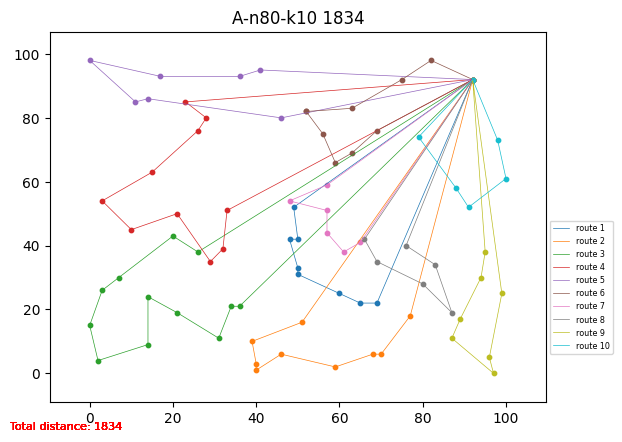 A-n80-k10 1834
100
80
60
40
20
0
0 20 40 60 80 100
route 1
route 2
route 3
route 4
route 5
route 6
route 7
route 8
route 9
route 10
Total distance: 1834